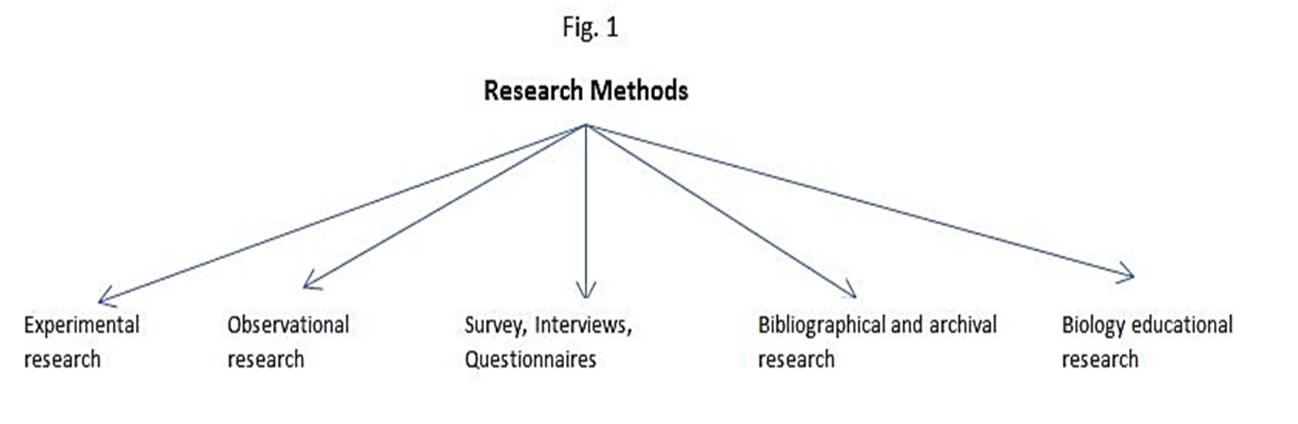 Fig. 1
Research Methods
Experimental
research
Observational
research
Survey, Interviews,
Questionnaires
Bibliographical and archival
research
Biology educational
research